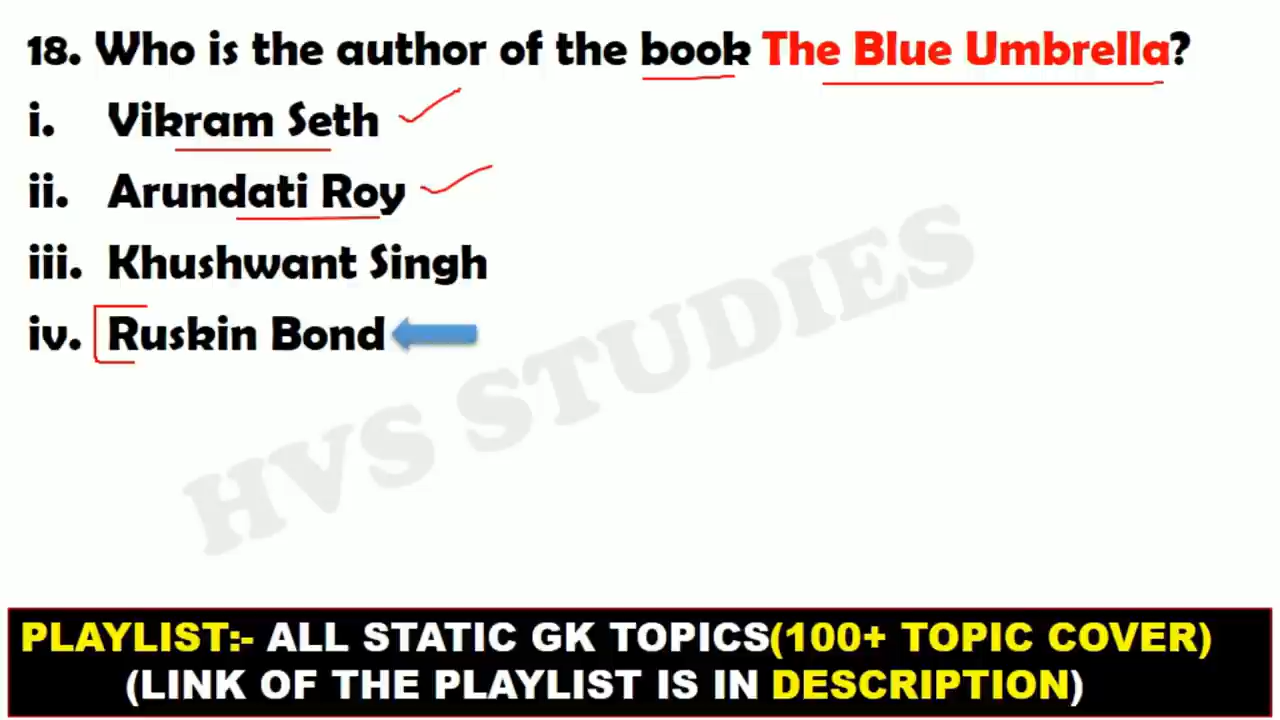 18. Who is the author of the book The Blue Umbrella?
i. Vikram Seth
ii. Arundati Roy
iii. Khushwant Singh
iv. Ruskin Bond
HVS STUDIES
PLAYLIST:- ALL STATIC GK TOPICS(100+ TOPIC COVER)
(LINK OF THE PLAYLIST IS IN DESCRIPTION)